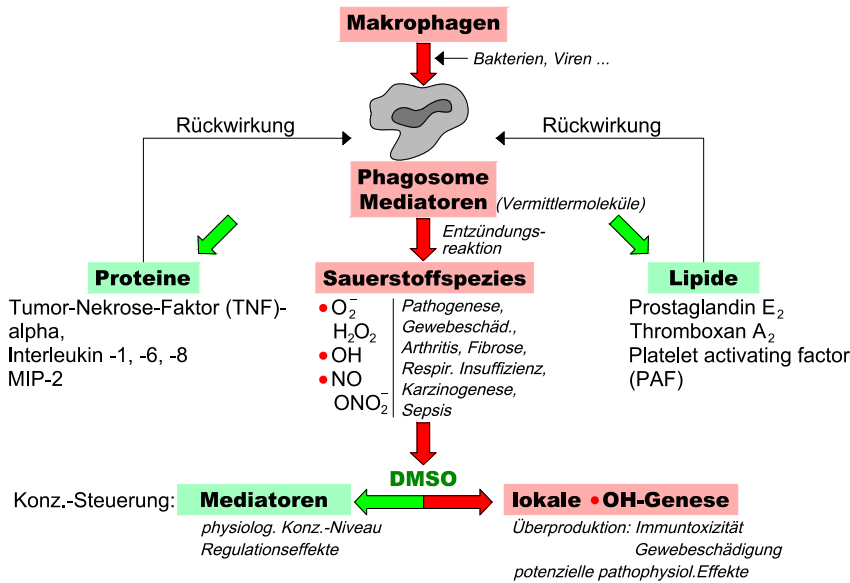 Makrophagen
Bakterien, Viren ...
Rückwirkung
Rückwirkung
Phagosome
Mediatoren (Vermittlermoleküle)
Entzündungs-
reaktion
Proteine
Tumor-Nekrose-Faktor (TNF)-
alpha,
Interleukin -1, -6, -8
MIP-2
Sauerstoffspezies
•O₂⁻
H₂O₂
•OH
•NO
ONO₂⁻
Pathogenese,
Gewebeschäd.,
Arthritis, Fibrose,
Respir. Insuffizienz,
Karzinogenese,
Sepsis
Lipide
Prostaglandin E₂
Thromboxan A₂
Platelet activating factor
(PAF)
DMSO
Konz.-Steuerung: Mediatoren
physiolog. Konz.-Niveau
Regulationseffekte
lokale •OH-Genese
Überproduktion: Immuntoxizität
Gewebeschädigung
potenzielle pathophysiol.Effekte